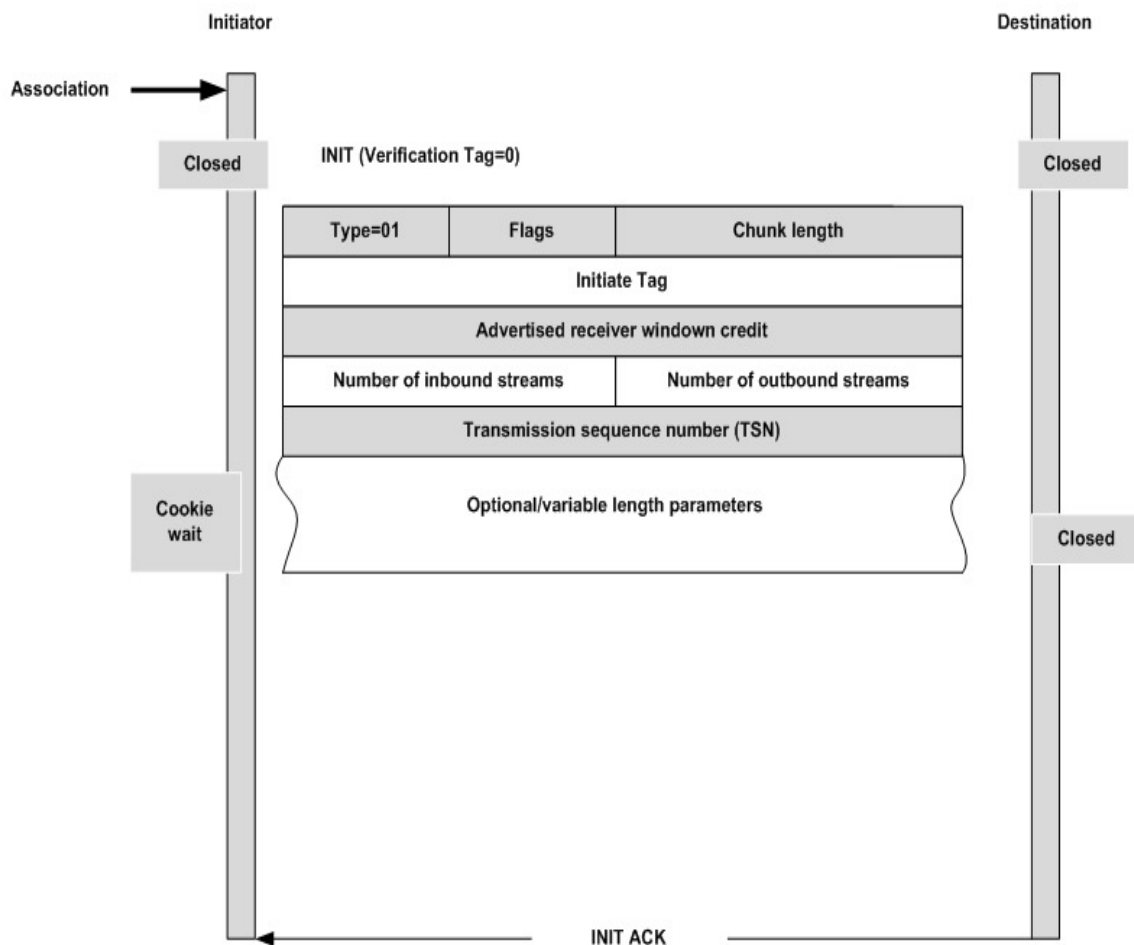 Initiator
Destination
Association
Closed
INIT (Verification Tag=0)
Closed
Type=01
Flags
Chunk length
Initiate Tag
Advertised receiver windown credit
Number of inbound streams
Number of outbound streams
Transmission sequence number (TSN)
Optional/variable length parameters
Cookie
wait
Closed
INIT ACK